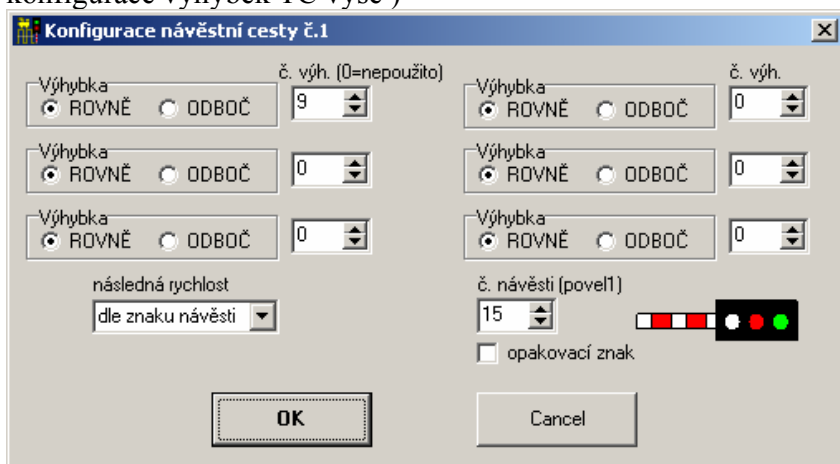 konfigurace výhybek TC výše )
Konfigurace návěstní cesty č.1
č. výh. (0=nepoužito)
č. výh.
Výhybka
ROVNĚ ODBOČ 9
Výhybka
ROVNĚ ODBOČ 0
Výhybka
ROVNĚ ODBOČ 0
Výhybka
ROVNĚ ODBOČ 0
Výhybka
ROVNĚ ODBOČ 0
Výhybka
ROVNĚ ODBOČ 0
následná rychlost
dle znaku návěsti
č. návěsti (povel1)
15
opakovací znak
OK
Cancel